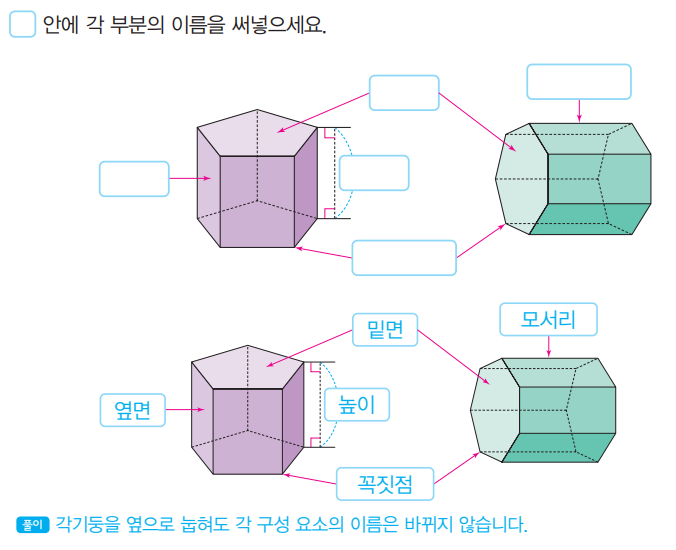 안에 각 부분의 이름을 써넣으세요.
밑면
모서리
옆면
높이
꼭짓점
풀이 각기둥을 옆으로 눕혀도 각 구성 요소의 이름은 바뀌지 않습니다.